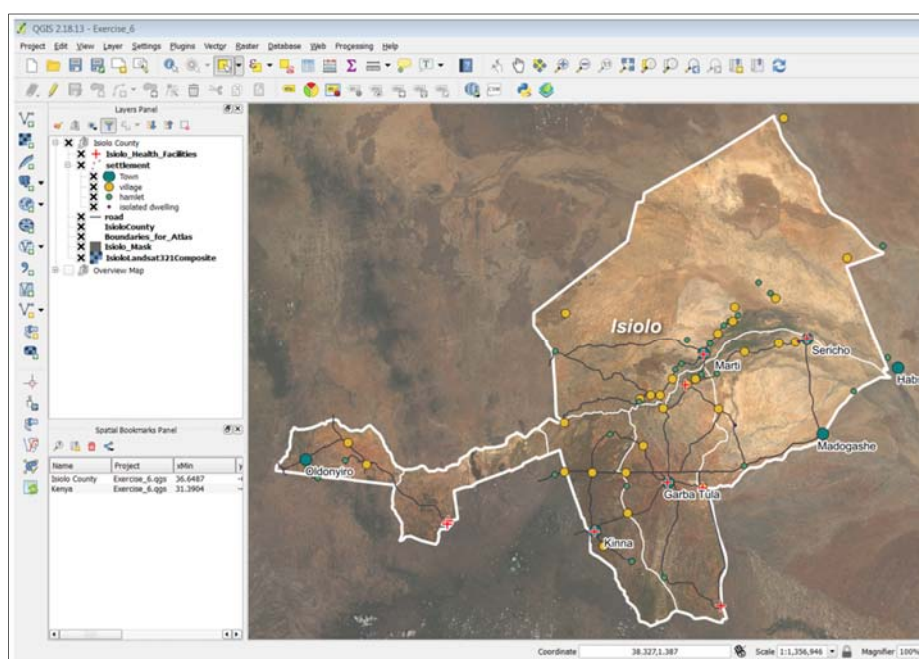 QGIS 2.18.13 - Exercise_6
Project Edit View Layer Settings Plugins Vector Raster Database Web Processing Help
Layers Panel
Isiolo County
Isiolo_Health_Facilities
settlement
Town
village
hamlet
isolated dwelling
road
IsioloCounty
Boundaries_for_Atlas
Isiolo_Mask
IsioloLandsat321Composite
Overview Map
Spatial Bookmarks Panel
Name Project xMin
Isiolo County Exercise_6.qgs 36.6487
Kenya Exercise_6.qgs 31.3904
Isiolo
Sericho
Marti
Habi
Madogashe
Oldonyiro
Garba Tula
Kinna
Coordinate 38.327,1.387 Scale 1:1,356,946 Magnifier 100%